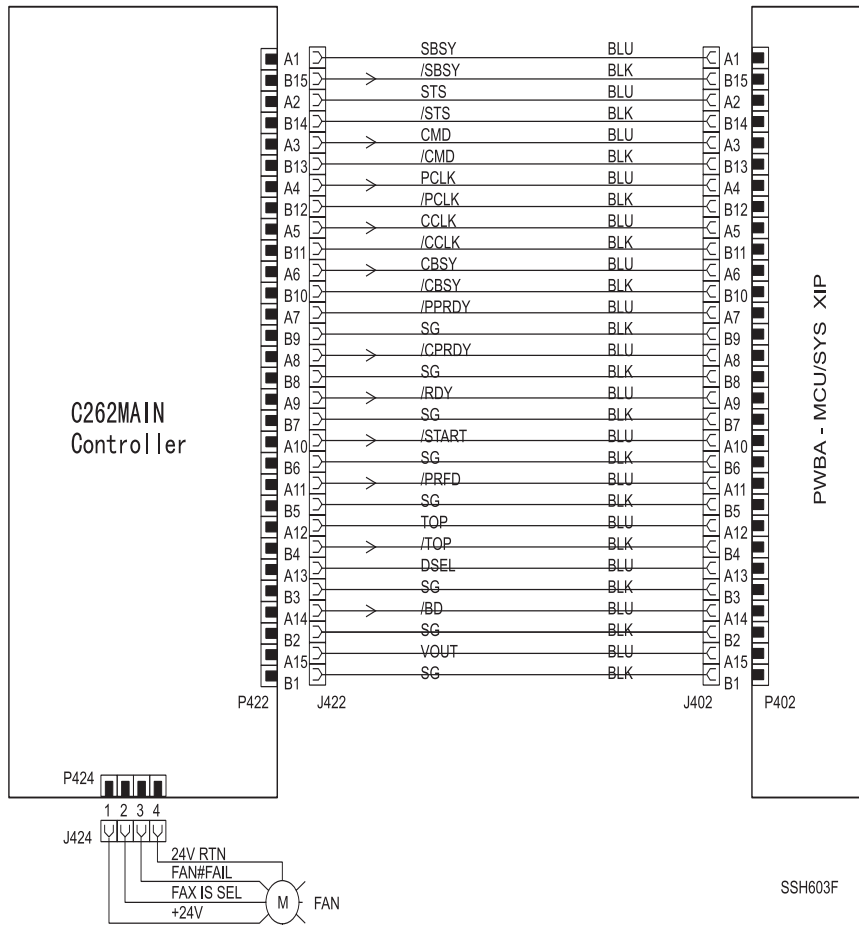 A1 SBSY BLU A1
B15 /SBSY BLK B15
A2 STS BLU A2
B14 /STS BLK B14
A3 CMD BLU A3
B13 /CMD BLK B13
A4 PCLK BLU A4
B12 /PCLK BLK B12
A5 CCLK BLU A5
B11 /CCLK BLK B11
A6 CBSY BLU A6
B10 /CBSY BLK B10
A7 /PPRDY BLU A7
B9 SG BLK B9
A8 /CPRDY BLU A8
B8 SG BLK B8
A9 /RDY BLU A9
B7 SG BLK B7
A10 /START BLU A10
B6 SG BLK B6
A11 /PRFD BLU A11
B5 SG BLK B5
A12 TOP BLU A12
B4 /TOP BLK B4
A13 DSEL BLU A13
B3 SG BLK B3
A14 /BD BLU A14
B2 SG BLK B2
A15 VOUT BLU A15
B1 SG BLK B1
C262MAIN
Controller
PWBA - MCU/SYS XIP
P422 J422 J402 P402
P424
1 2 3 4
J424
24V RTN
FAN#FAIL
FAX IS SEL
+24V
M FAN
SSH603F